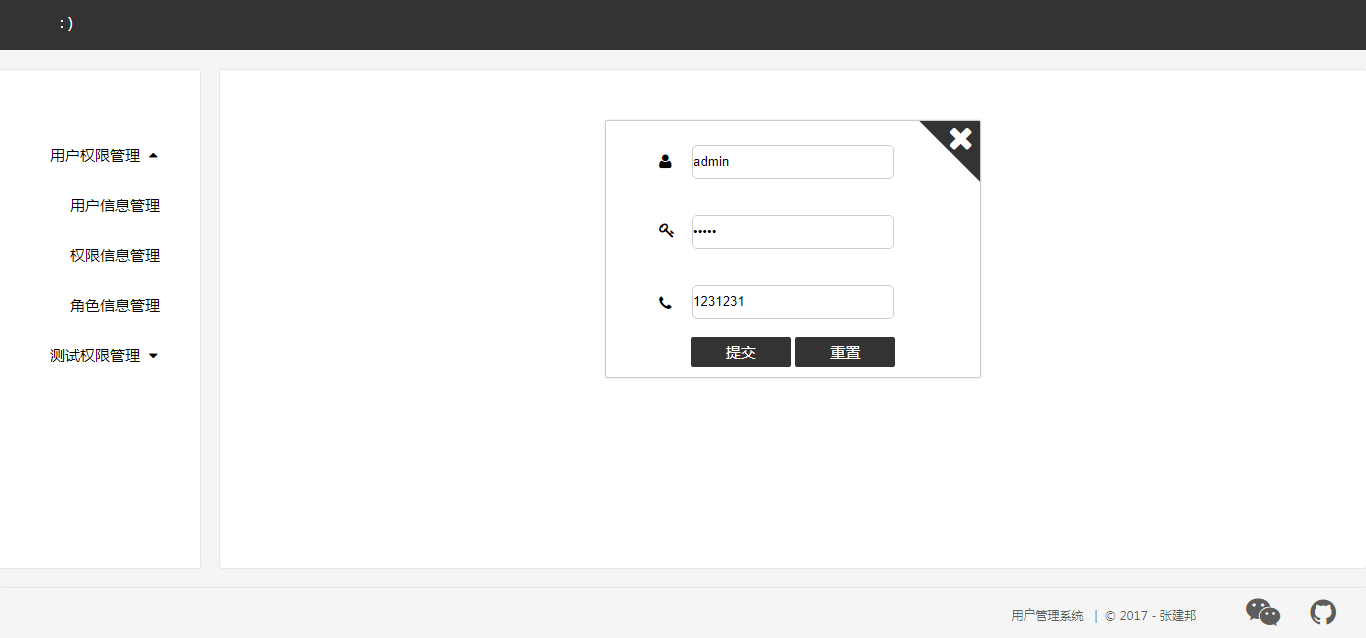 :)
用户权限管理
用户信息管理
权限信息管理
角色信息管理
测试权限管理
admin
•••••
1231231
提交 重置
用户管理系统 | © 2017 - 张建邦